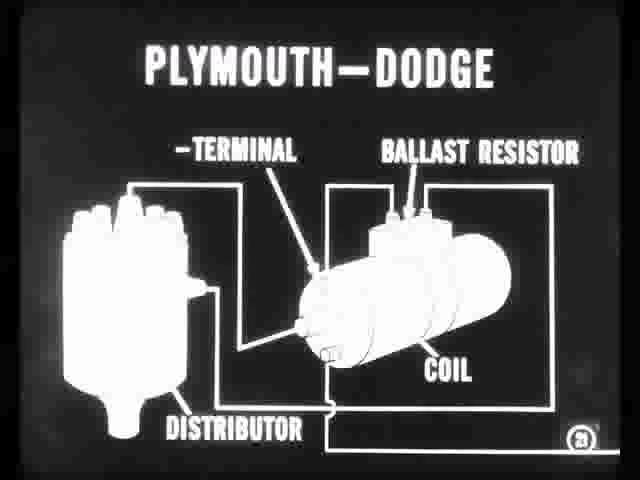 PLYMOUTH—DODGE
—TERMINAL
BALLAST RESISTOR
COIL
DISTRIBUTOR
21